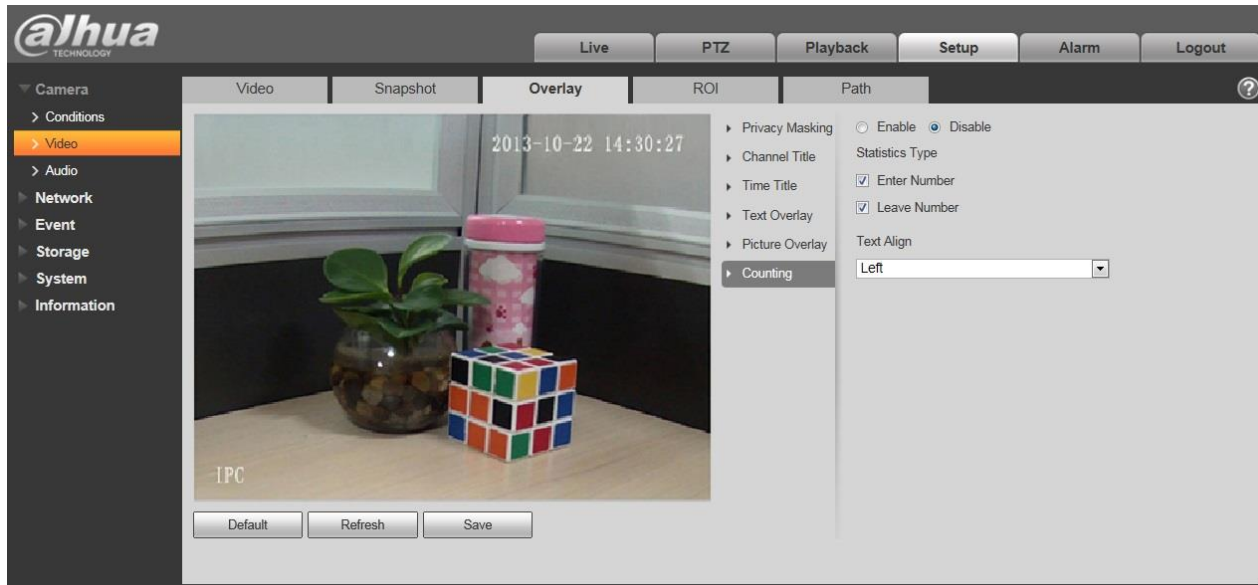 alhua
TECHNOLOGY
Live PTZ Playback Setup Alarm Logout
Camera
Conditions
Video
Audio
Network
Event
Storage
System
Information
Video Snapshot Overlay ROI Path
2013-10-22 14:30:27
IPC
Privacy Masking
Channel Title
Time Title
Text Overlay
Picture Overlay
Counting
Enable Disable
Statistics Type
Enter Number
Leave Number
Text Align
Left
Default Refresh Save